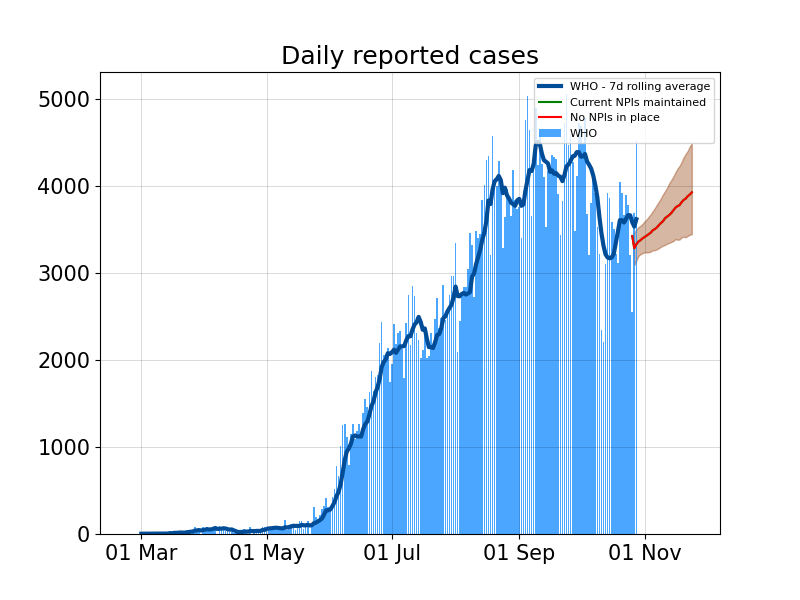 Daily reported cases
5000
4000
3000
2000
1000
0
WHO - 7d rolling average
Current NPIs maintained
No NPIs in place
WHO
01 Mar
01 May
01 Jul
01 Sep
01 Nov